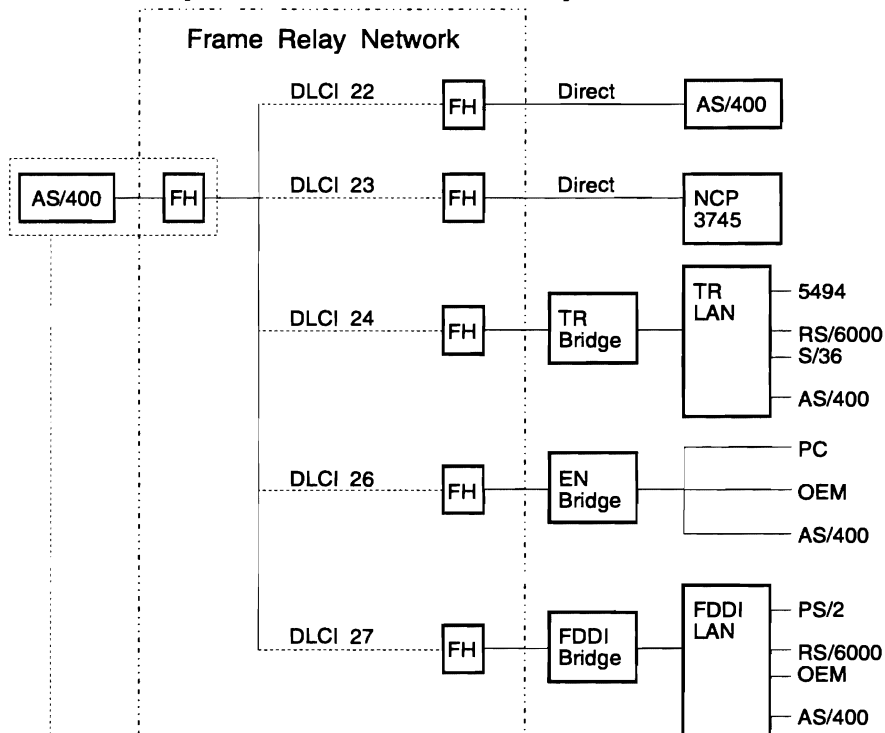 Frame Relay Network
DLCI 22
FH
Direct
AS/400
AS/400
FH
DLCI 23
FH
Direct
NCP
3745
DLCI 24
FH
TR
Bridge
TR
LAN
5494
RS/6000
S/36
AS/400
DLCI 26
FH
EN
Bridge
PC
OEM
AS/400
DLCI 27
FH
FDDI
Bridge
FDDI
LAN
PS/2
RS/6000
OEM
AS/400